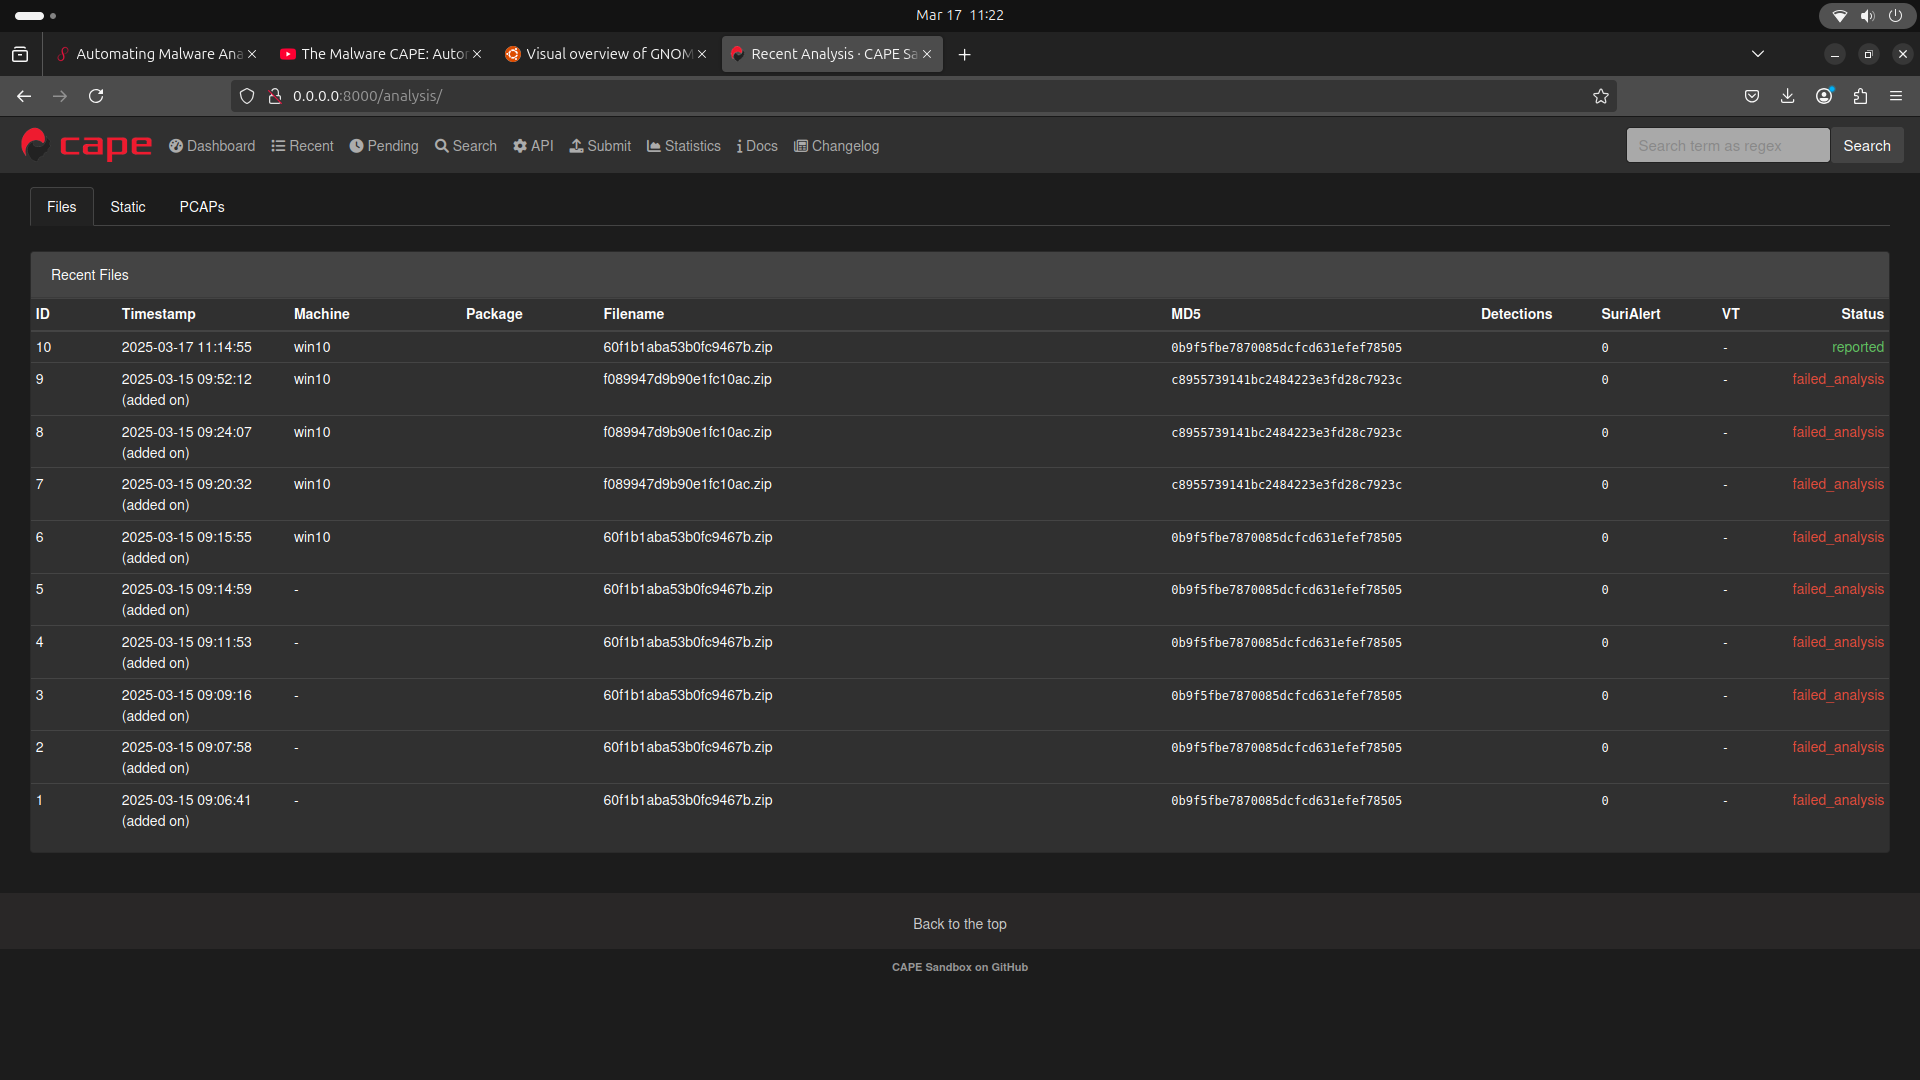 Mar 17 11:22
Automating Malware Ana
The Malware CAPE: Autor
Visual overview of GNOM
Recent Analysis · CAPE Sa
0.0.0.0:8000/analysis/
cape Dashboard Recent Pending Search API Submit Statistics Docs Changelog Search term as regex Search
Files Static PCAPs
Recent Files
ID Timestamp Machine Package Filename MD5 Detections SuriAlert VT Status
10 2025-03-17 11:14:55 win10 60f1b1aba53b0fc9467b.zip 0b9f5fbe7870085dcfcd631efef78505 0 - reported
9 2025-03-15 09:52:12 win10 f089947d9b90e1fc10ac.zip c8955739141bc2484223e3fd28c7923c 0 - failed_analysis
(added on)
8 2025-03-15 09:24:07 win10 f089947d9b90e1fc10ac.zip c8955739141bc2484223e3fd28c7923c 0 - failed_analysis
(added on)
7 2025-03-15 09:20:32 win10 f089947d9b90e1fc10ac.zip c8955739141bc2484223e3fd28c7923c 0 - failed_analysis
(added on)
6 2025-03-15 09:15:55 win10 60f1b1aba53b0fc9467b.zip 0b9f5fbe7870085dcfcd631efef78505 0 - failed_analysis
(added on)
5 2025-03-15 09:14:59 - 60f1b1aba53b0fc9467b.zip 0b9f5fbe7870085dcfcd631efef78505 0 - failed_analysis
(added on)
4 2025-03-15 09:11:53 - 60f1b1aba53b0fc9467b.zip 0b9f5fbe7870085dcfcd631efef78505 0 - failed_analysis
(added on)
3 2025-03-15 09:09:16 - 60f1b1aba53b0fc9467b.zip 0b9f5fbe7870085dcfcd631efef78505 0 - failed_analysis
(added on)
2 2025-03-15 09:07:58 - 60f1b1aba53b0fc9467b.zip 0b9f5fbe7870085dcfcd631efef78505 0 - failed_analysis
(added on)
1 2025-03-15 09:06:41 - 60f1b1aba53b0fc9467b.zip 0b9f5fbe7870085dcfcd631efef78505 0 - failed_analysis
(added on)
Back to the top
CAPE Sandbox on GitHub